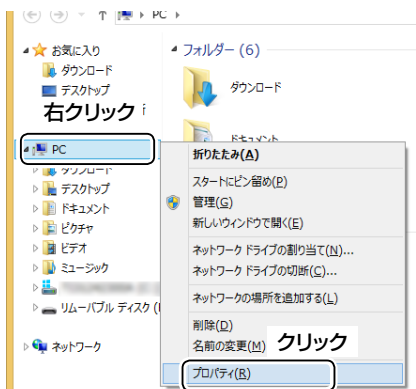 PC
お気に入り
ダウンロード
デスクトップ
右クリック
PC
ダウンロード
デスクトップ
ドキュメント
ピクチャ
ビデオ
ミュージック
リムーバブル ディスク (
ネットワーク
フォルダー (6)
ダウンロード
ドキュメント
折りたたみ(A)
スタートにピン留め(P)
管理(G)
新しいウィンドウで開く(E)
ネットワーク ドライブの割り当て(N)...
ネットワーク ドライブの切断(C)...
ネットワークの場所を追加する(L)
削除(D)
名前の変更(M)
クリック
プロパティ(R)